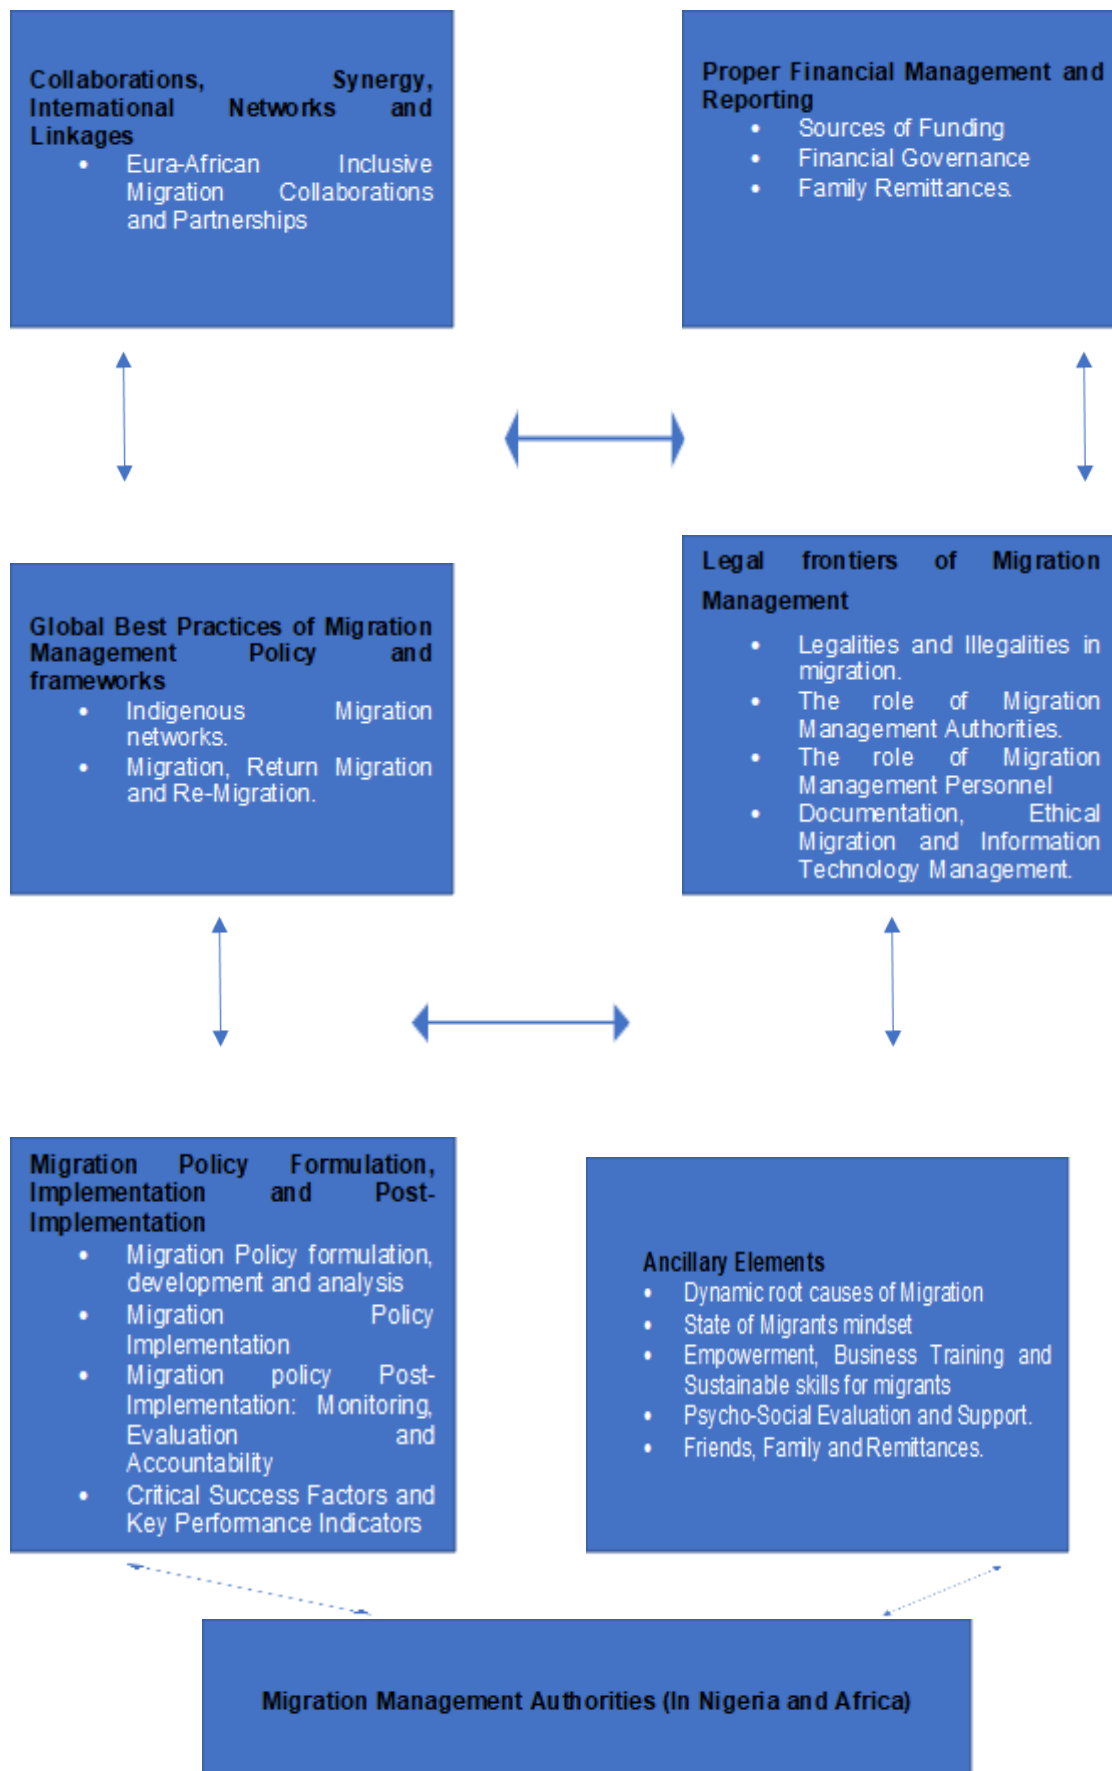 Collaborations, Synergy,
International Networks and
Linkages
• Eura-African Inclusive
Migration Collaborations
and Partnerships
Proper Financial Management and
Reporting
• Sources of Funding
• Financial Governance
• Family Remittances.
Global Best Practices of Migration
Management Policy and
frameworks
• Indigenous Migration
networks.
• Migration, Return Migration
and Re-Migration.
Legal frontiers of Migration
Management
• Legalities and Illegalities in
migration.
• The role of Migration
Management Authorities.
• The role of Migration
Management Personnel
• Documentation, Ethical
Migration and Information
Technology Management.
Migration Policy Formulation,
Implementation and Post-
Implementation
• Migration Policy formulation,
development and analysis
• Migration Policy
Implementation
• Migration policy Post-
Implementation: Monitoring,
Evaluation and
Accountability
• Critical Success Factors and
Key Performance Indicators
Ancillary Elements
• Dynamic root causes of Migration
• State of Migrants mindset
• Empowerment, Business Training and
Sustainable skills for migrants
• Psycho-Social Evaluation and Support.
• Friends, Family and Remittances.
Migration Management Authorities (In Nigeria and Africa)